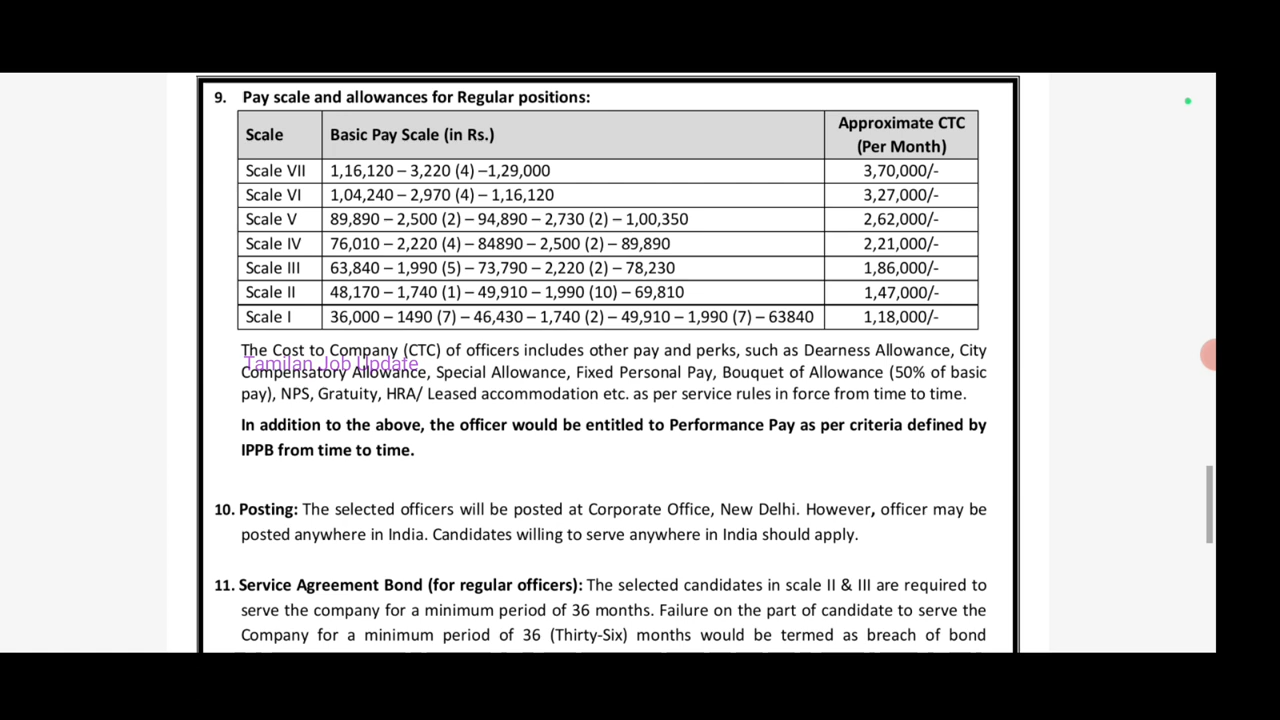 9. Pay scale and allowances for Regular positions:
Scale Basic Pay Scale (in Rs.) Approximate CTC (Per Month)
Scale VII 1,16,120 – 3,220 (4) –1,29,000 3,70,000/-
Scale VI 1,04,240 – 2,970 (4) – 1,16,120 3,27,000/-
Scale V 89,890 – 2,500 (2) – 94,890 – 2,730 (2) – 1,00,350 2,62,000/-
Scale IV 76,010 – 2,220 (4) – 84890 – 2,500 (2) – 89,890 2,21,000/-
Scale III 63,840 – 1,990 (5) – 73,790 – 2,220 (2) – 78,230 1,86,000/-
Scale II 48,170 – 1,740 (1) – 49,910 – 1,990 (10) – 69,810 1,47,000/-
Scale I 36,000 – 1490 (7) – 46,430 – 1,740 (2) – 49,910 – 1,990 (7) – 63840 1,18,000/-
The Cost to Company (CTC) of officers includes other pay and perks, such as Dearness Allowance, City
Tamilan Job Update
Compensatory Allowance, Special Allowance, Fixed Personal Pay, Bouquet of Allowance (50% of basic
pay), NPS, Gratuity, HRA/ Leased accommodation etc. as per service rules in force from time to time.
In addition to the above, the officer would be entitled to Performance Pay as per criteria defined by
IPPB from time to time.
10. Posting: The selected officers will be posted at Corporate Office, New Delhi. However, officer may be
posted anywhere in India. Candidates willing to serve anywhere in India should apply.
11. Service Agreement Bond (for regular officers): The selected candidates in scale II & III are required to
serve the company for a minimum period of 36 months. Failure on the part of candidate to serve the
Company for a minimum period of 36 (Thirty-Six) months would be termed as breach of bond